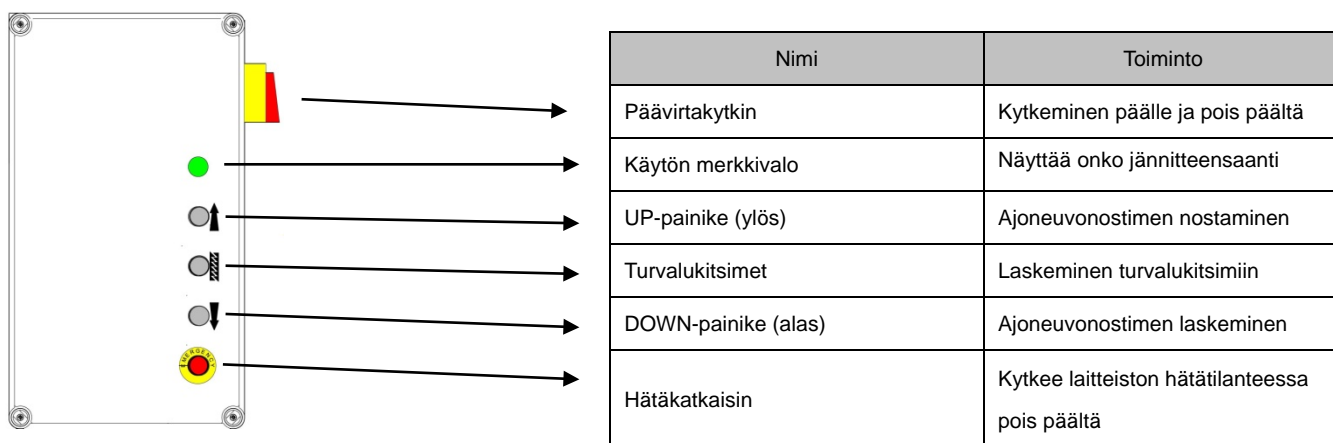 Nimi Toiminto
Päävirtakytkin Kytkeminen päälle ja pois päältä
Käytön merkkivalo Näyttää onko jännitteensaanti
UP-painike (ylös) Ajoneuvonostimen nostaminen
Turvalukitsimet Laskeminen turvalukitsimiin
DOWN-painike (alas) Ajoneuvonostimen laskeminen
EMERGENCY
Hätäkatkaisin Kytkee laitteiston hätätilanteessa
pois päältä